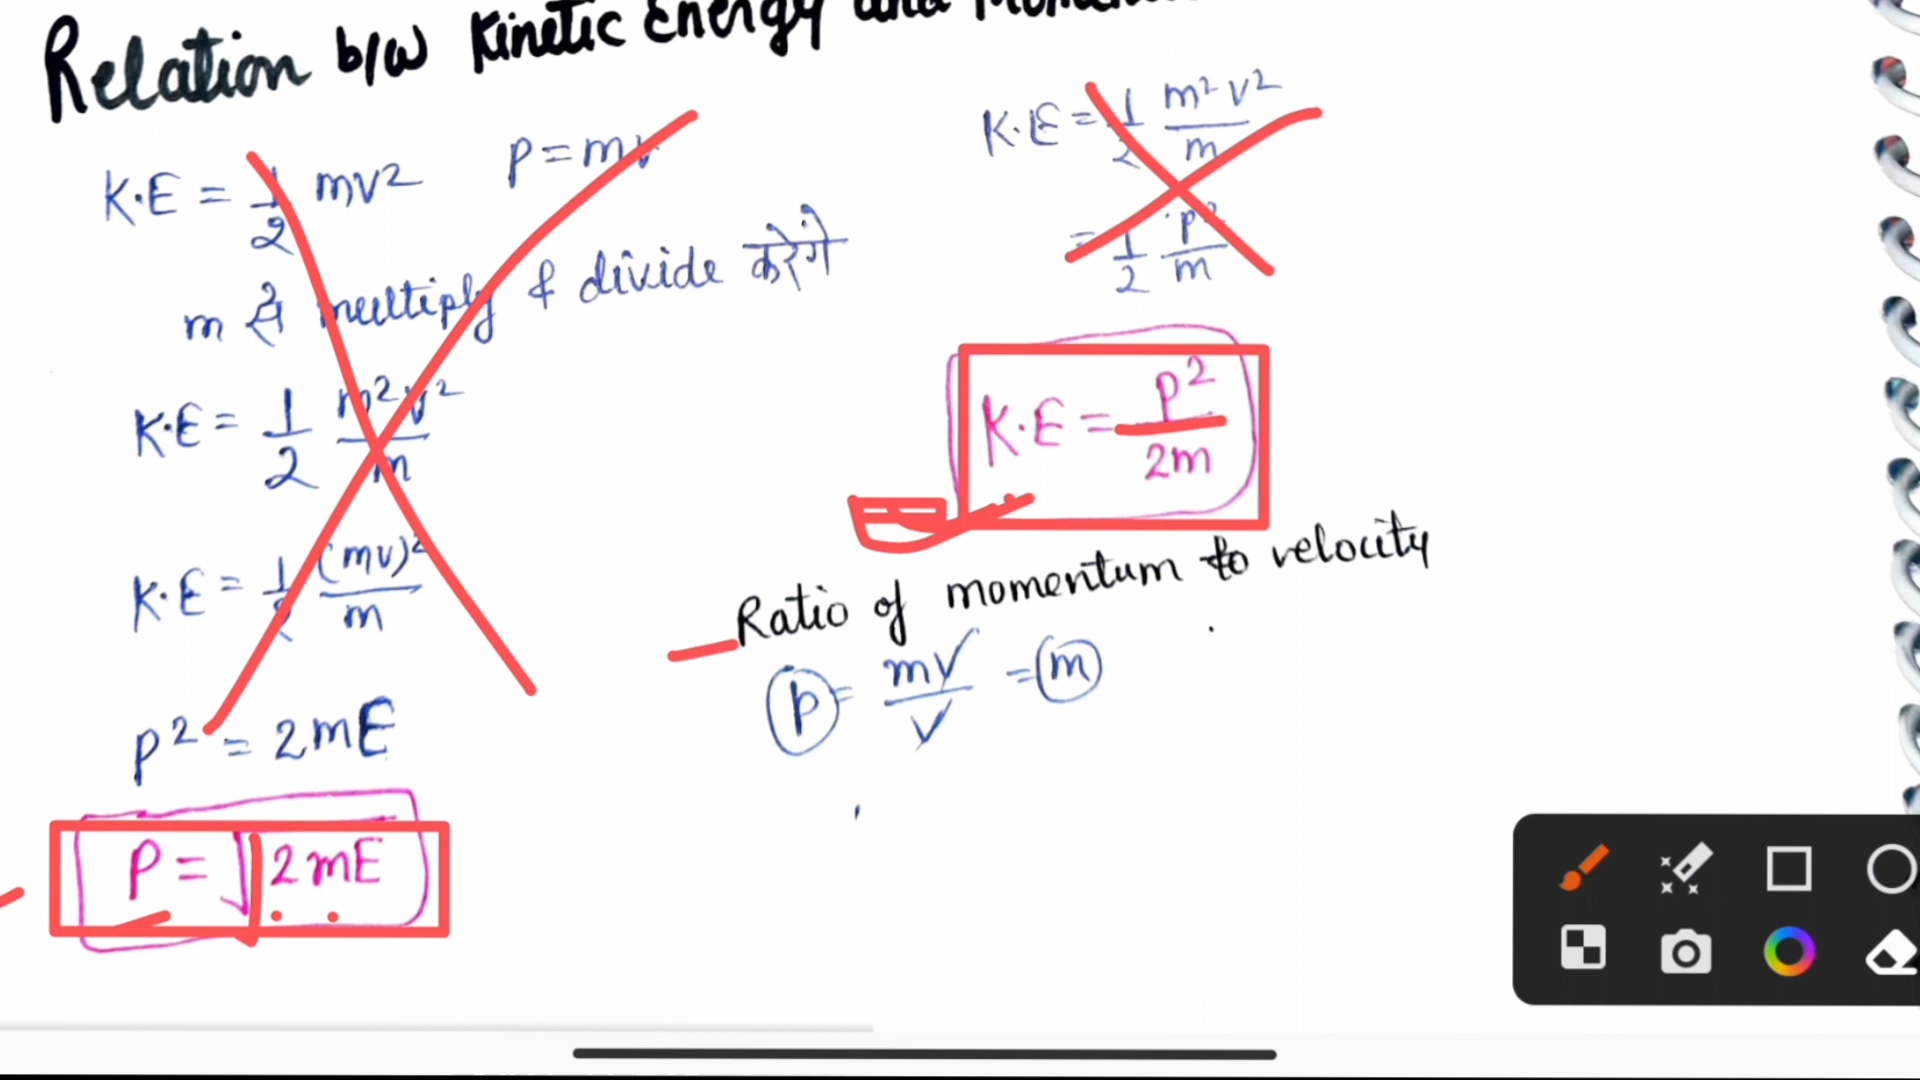 Relation b/w Kinetic Energy and
K.E = 1/2 mv²    P = mv
m से multiply & divide करेंगे
K.E = 1/2 m²v²/m
K.E = 1/2 (mv)²/m
p² = 2mE
P = √2mE
K.E = 1/2 m²v²/m
= 1/2 p²/m
K.E = p²/2m
Ratio of momentum to velocity
p = mv/v = m